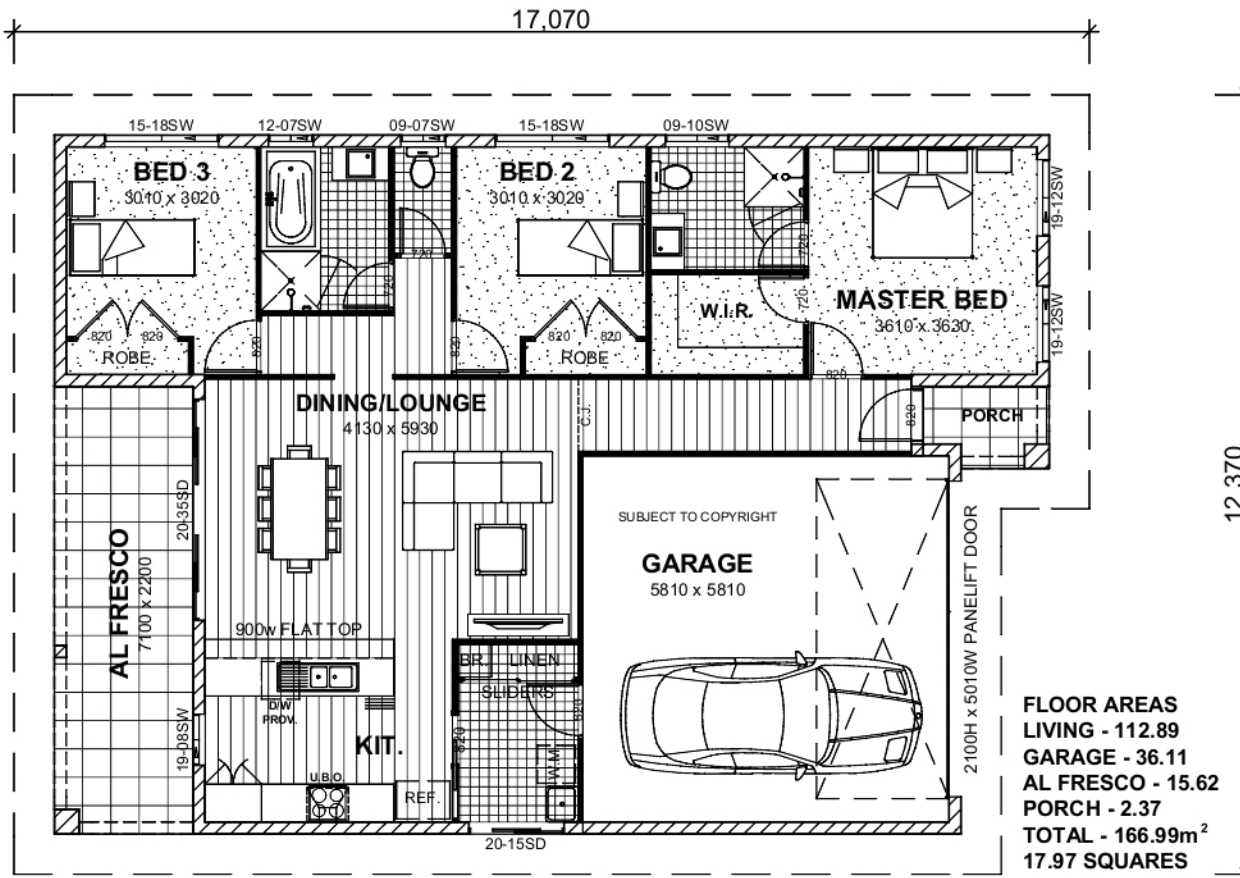 17,070
15-18SW
12-07SW
09-07SW
15-18SW
09-10SW
BED 3
3010 x 3020
BED 2
3010 x 3020
19-12SW
720
720
720
W.I.R.
720
MASTER BED
3610 x 3630
19-12SW
820
820
ROBE
820
820
820
820
ROBE
820
DINING/LOUNGE
4130 x 5930
C.J.
820
PORCH
12,370
20-35SD
AL FRESCO
7100 x 2200
SUBJECT TO COPYRIGHT
GARAGE
5810 x 5810
2100H x 5010W PANELIFT DOOR
900w FLAT TOP
BR.
LINEN
SLIDERS
D/W
PROV.
820
820
19-08SW
KIT.
W.M
U.B.O.
REF.
20-15SD
FLOOR AREAS
LIVING - 112.89
GARAGE - 36.11
AL FRESCO - 15.62
PORCH - 2.37
TOTAL - 166.99m²
17.97 SQUARES